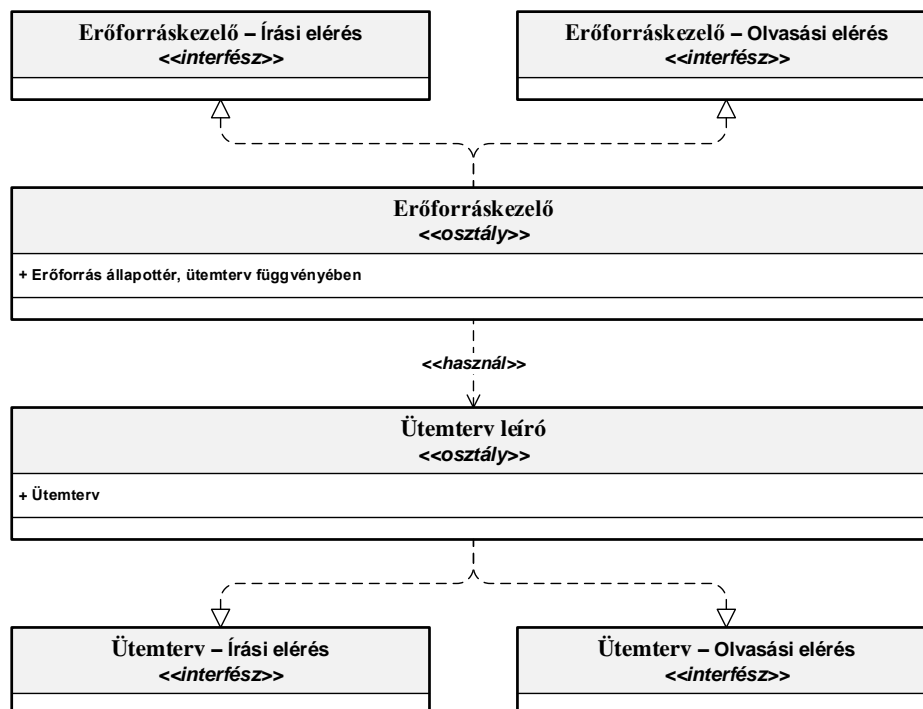 Erőforráskezelő – Írási elérés
<<interfész>>
Erőforráskezelő – Olvasási elérés
<<interfész>>
Erőforráskezelő
<<osztály>>
+ Erőforrás állapottér, ütemterv függvényében
<<használ>>
Ütemterv leíró
<<osztály>>
+ Ütemterv
Ütemterv – Írási elérés
<<interfész>>
Ütemterv – Olvasási elérés
<<interfész>>